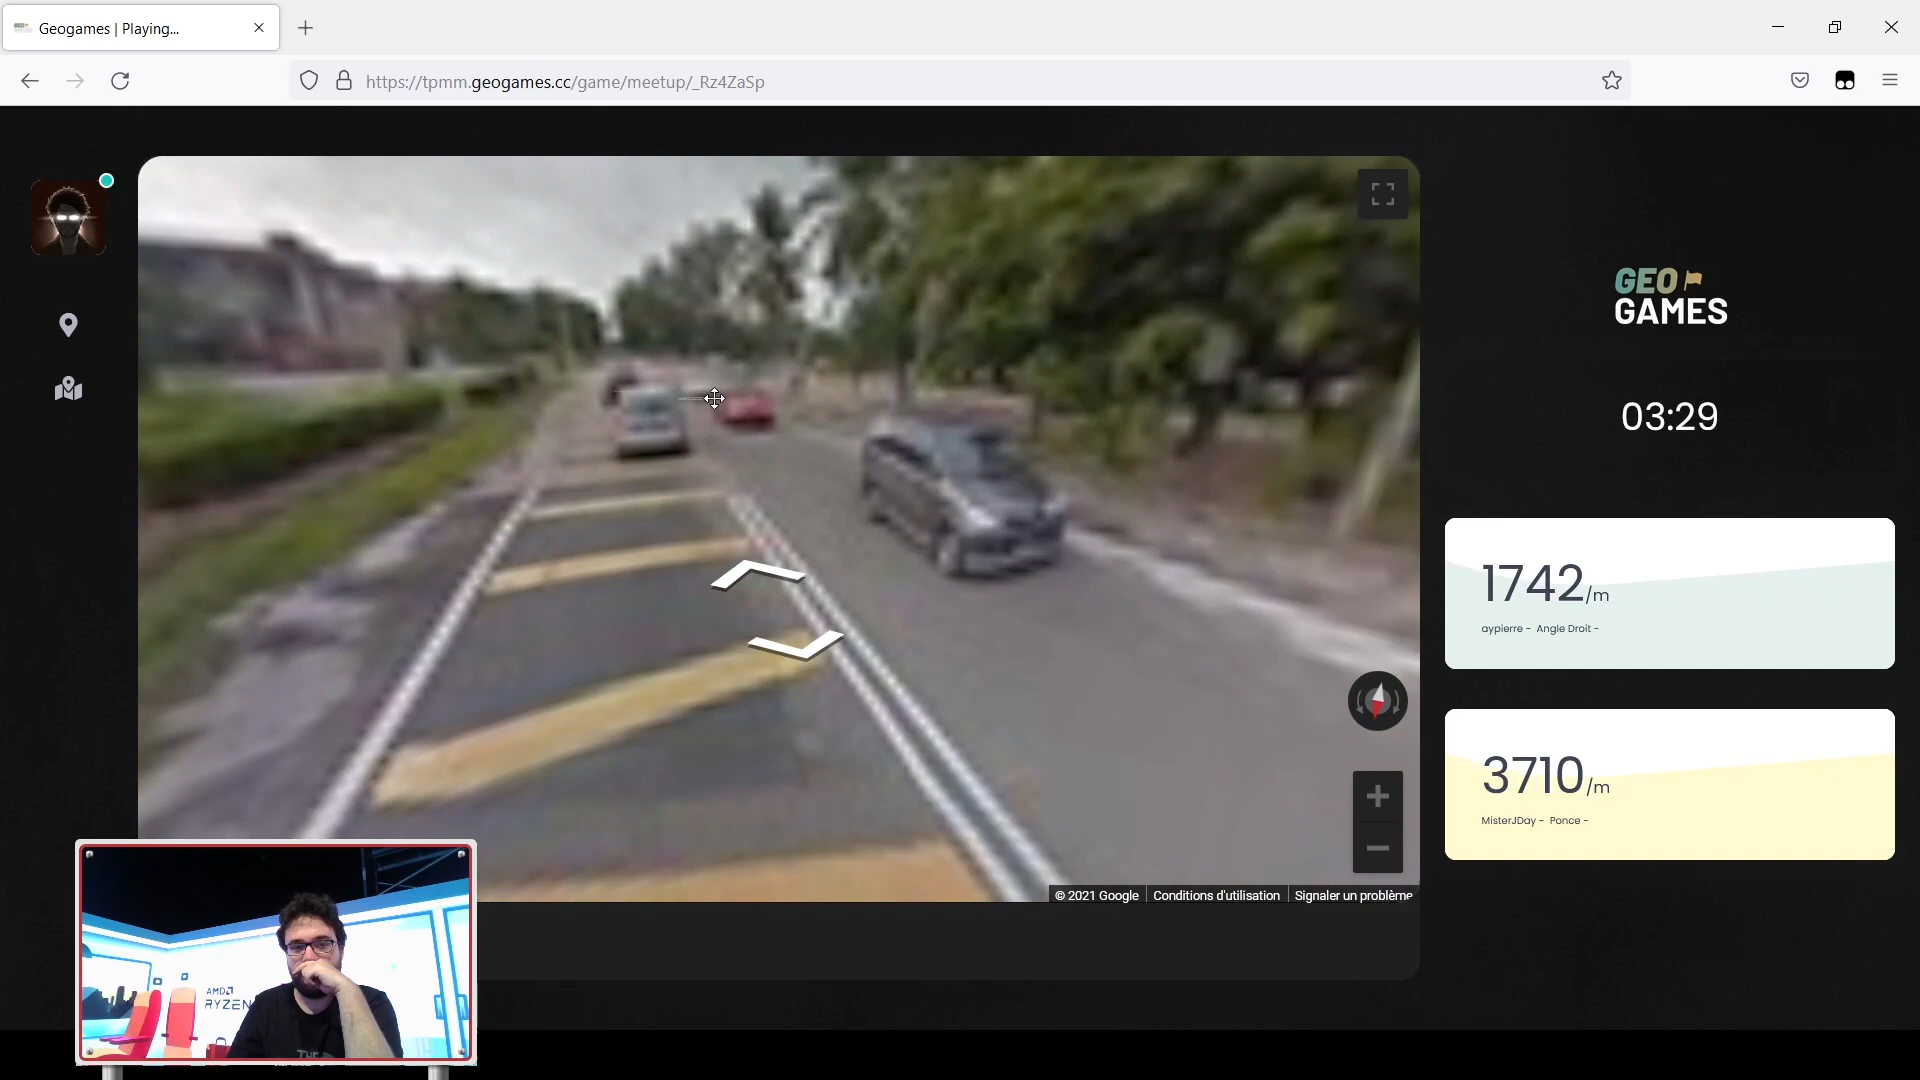 Geogames | Playing...
https://tpmm.geogames.cc/game/meetup/_Rz4ZaSp
GEO
GAMES
03:29
1742/m
aypierre - Angle Droit -
3710/m
MisterJDay - Ponce -
© 2021 Google
Conditions d'utilisation
Signaler un problème
AMD
RYZEN
THE